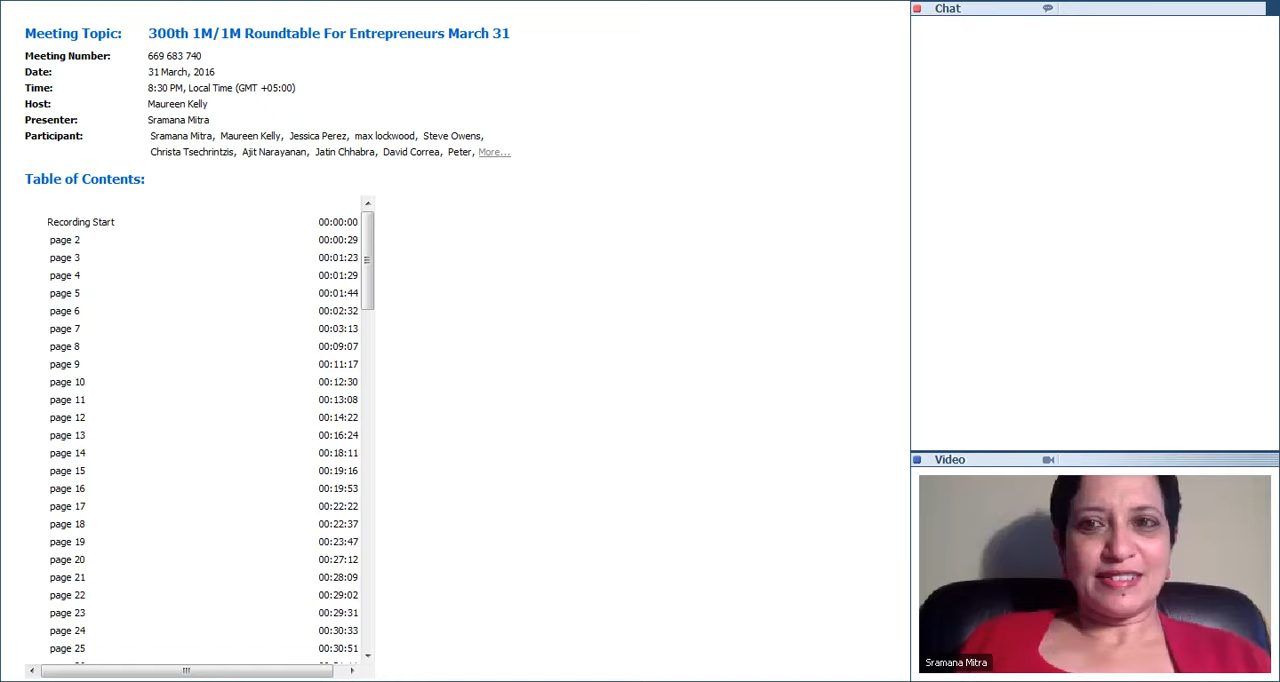 Meeting Topic: 300th 1M/1M Roundtable For Entrepreneurs March 31
Meeting Number: 669 683 740
Date: 31 March, 2016
Time: 8:30 PM, Local Time (GMT +05:00)
Host: Maureen Kelly
Presenter: Sramana Mitra
Participant: Sramana Mitra, Maureen Kelly, Jessica Perez, max lockwood, Steve Owens,
Christa Tsechrintzis, Ajit Narayanan, Jatin Chhabra, David Correa, Peter, More...
Table of Contents:
Recording Start 00:00:00
page 2 00:00:29
page 3 00:01:23
page 4 00:01:29
page 5 00:01:44
page 6 00:02:32
page 7 00:03:13
page 8 00:09:07
page 9 00:11:17
page 10 00:12:30
page 11 00:13:08
page 12 00:14:22
page 13 00:16:24
page 14 00:18:11
page 15 00:19:16
page 16 00:19:53
page 17 00:22:22
page 18 00:22:37
page 19 00:23:47
page 20 00:27:12
page 21 00:28:09
page 22 00:29:02
page 23 00:29:31
page 24 00:30:33
page 25 00:30:51
Chat
Video
Sramana Mitra